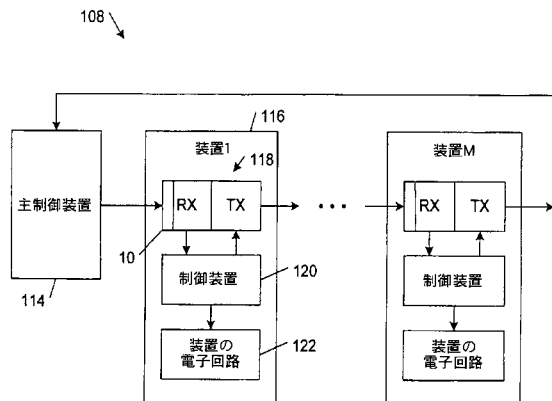 108
116
装置1
118
装置M
主制御装置
RX
TX
• • •
RX
TX
10
制御装置
120
制御装置
114
装置の
電子回路
122
装置の
電子回路